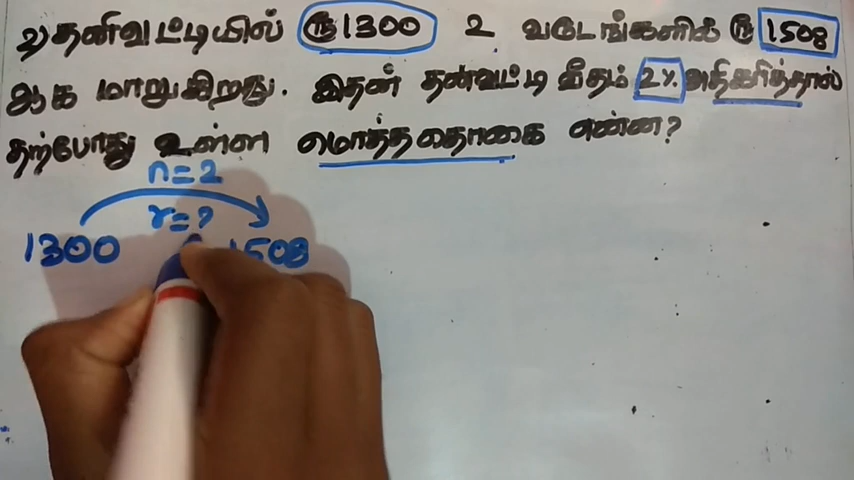 2) தனிவட்டியில் ரூ1300 2 வருடங்களில் ரூ 1508
ஆக மாறுகிறது. இதன் தன்வட்டி வீதம் 2% அதிகரித்தால்
தற்போது உள்ள மொத்த தொகை என்ன?
n=2
r=?
1300 1508